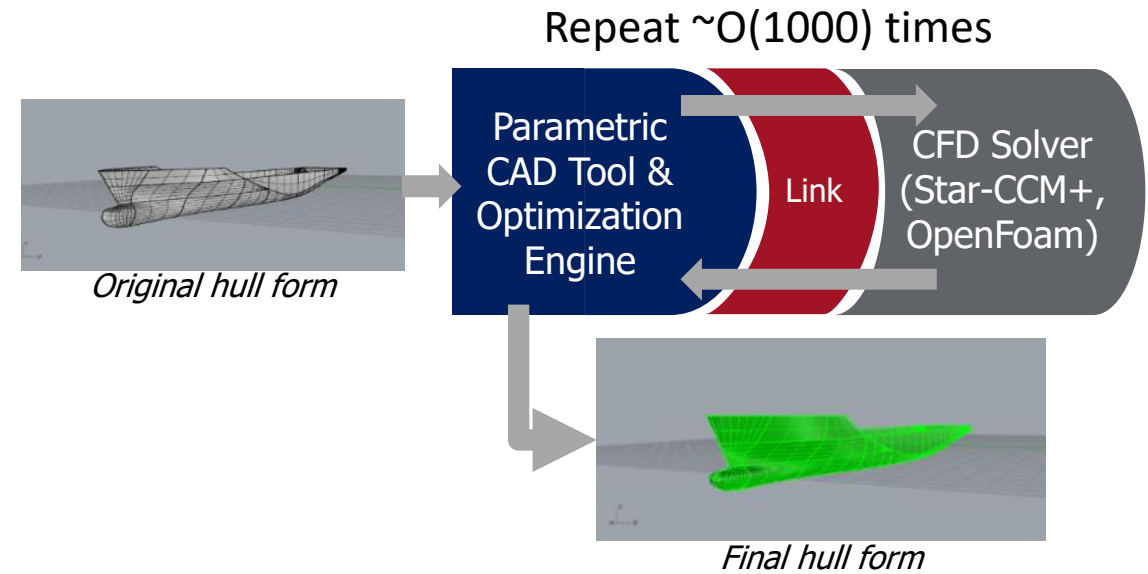 Repeat ~O(1000) times
Parametric
CAD Tool &
Optimization
Engine
Link
CFD Solver
(Star-CCM+,
OpenFoam)
Original hull form
Final hull form